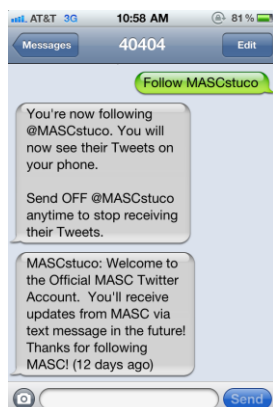 AT&T 3G 10:58 AM 81%
Messages 40404 Edit
Follow MASCstuco
You're now following
@MASCstuco. You will
now see their Tweets on
your phone.
Send OFF @MASCstuco
anytime to stop receiving
their Tweets.
MASCstuco: Welcome to
the Official MASC Twitter
Account. You'll receive
updates from MASC via
text message in the future!
Thanks for following
MASC! (12 days ago)
Send